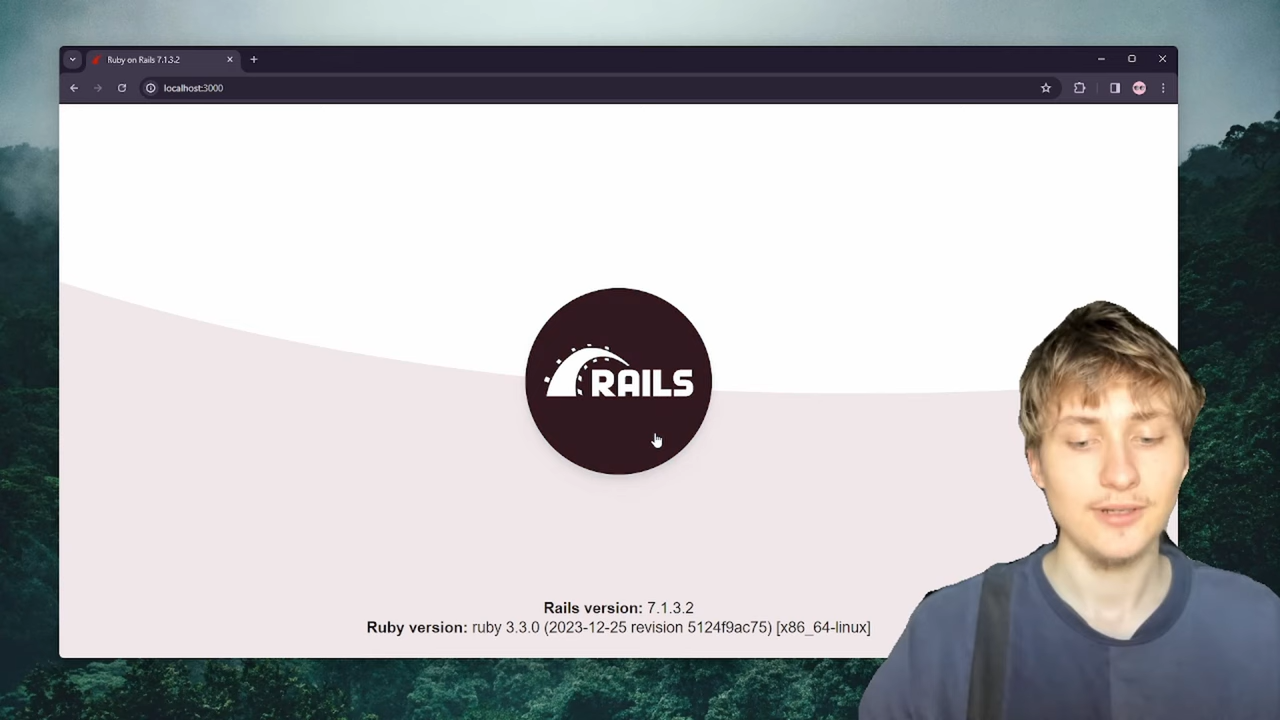 Ruby on Rails 7.1.3.2
localhost:3000
RAILS
Rails version: 7.1.3.2
Ruby version: ruby 3.3.0 (2023-12-25 revision 5124f9ac75) [x86_64-linux]